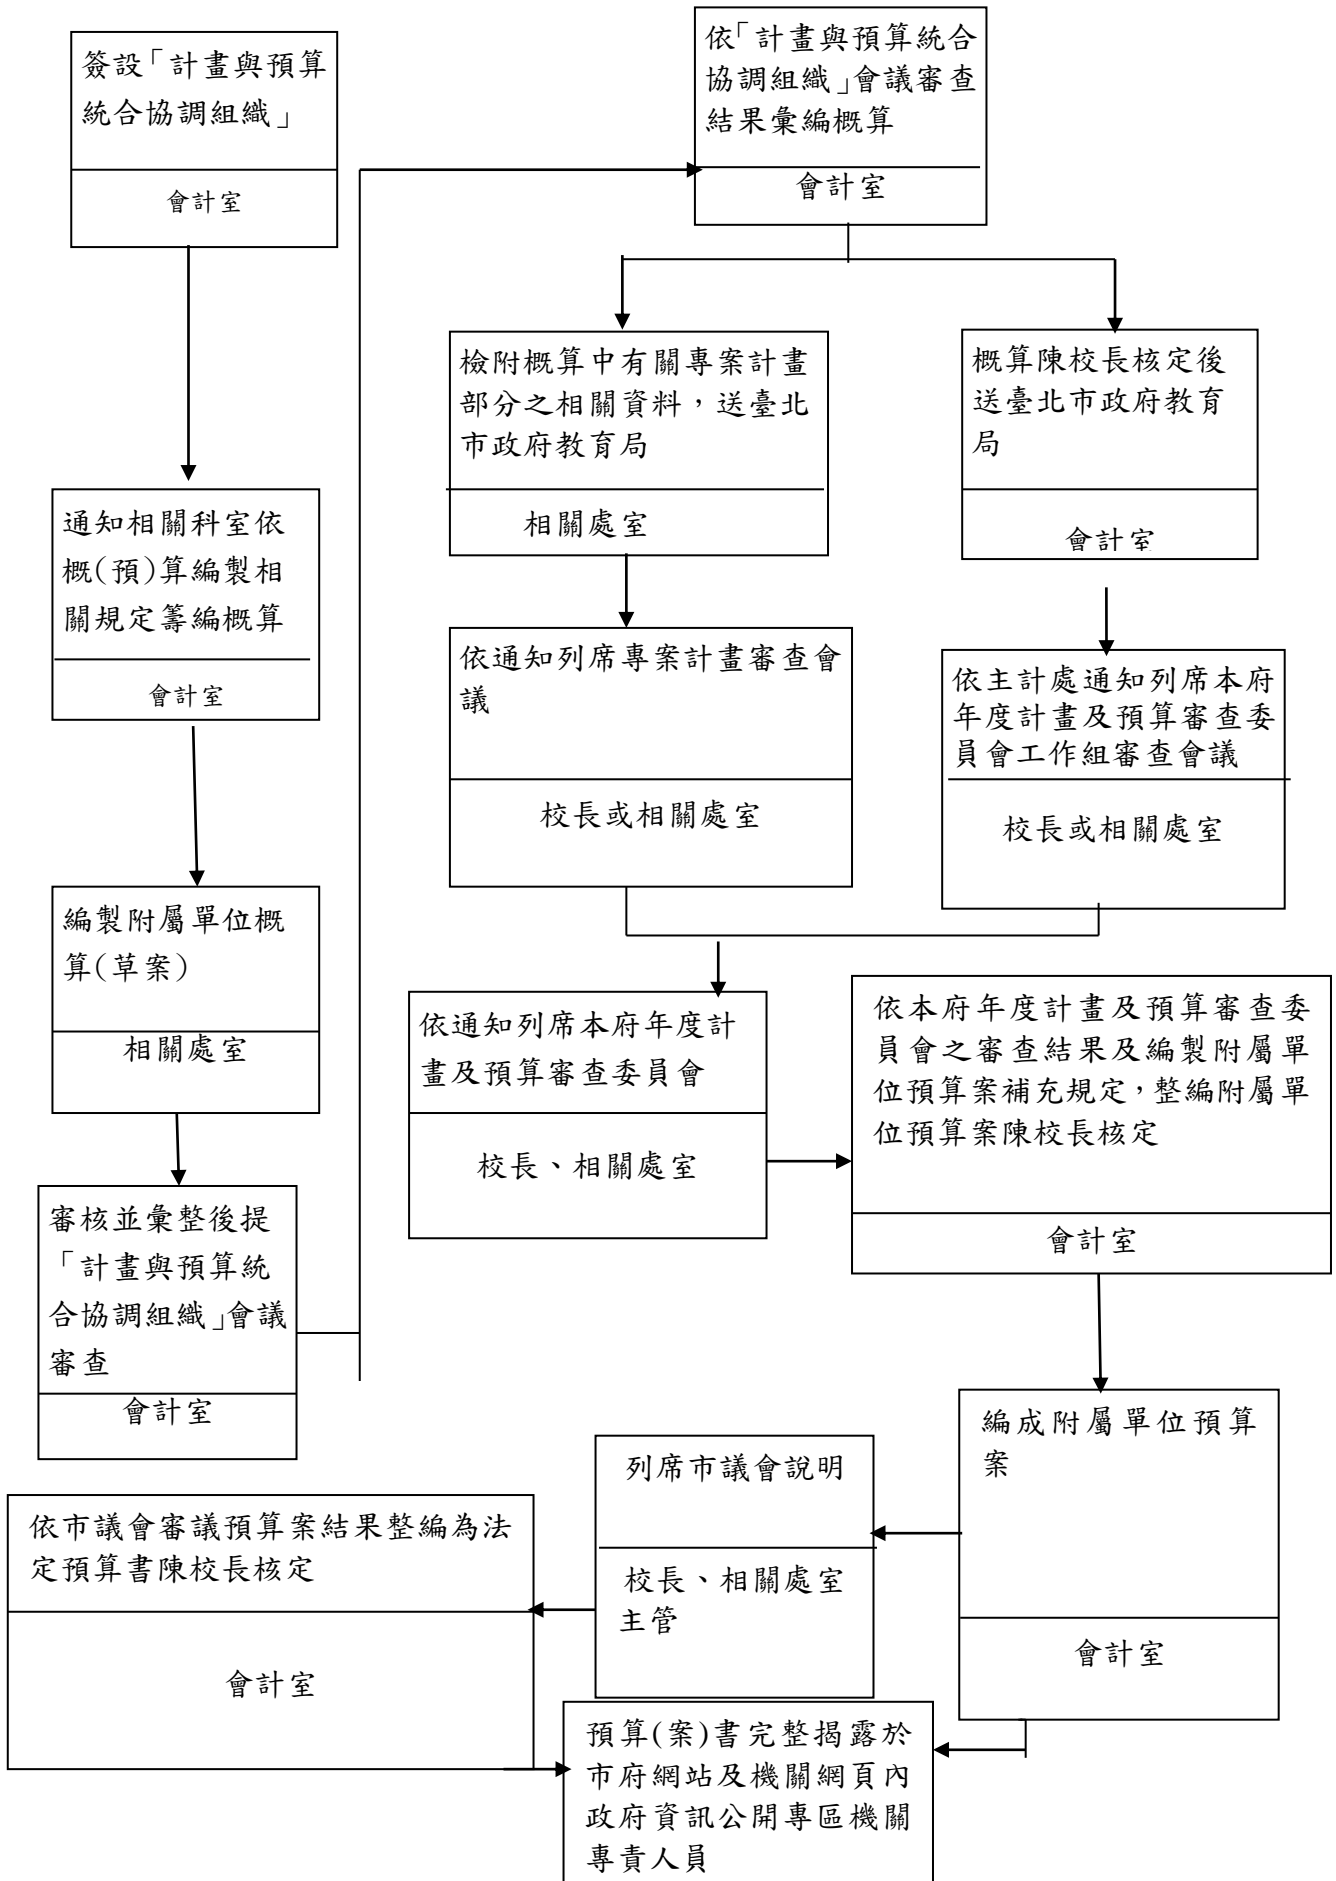 簽設「計畫與預算
統合協調組織」
會計室
通知相關科室依
概(預)算編製相
關規定籌編概算
會計室
編製附屬單位概
算(草案)
相關處室
審核並彙整後提
「計畫與預算統
合協調組織」會議
審查
會計室
依「計畫與預算統合
協調組織」會議審查
結果彙編概算
會計室
檢附概算中有關專案計畫
部分之相關資料，送臺北
市政府教育局
相關處室
概算陳校長核定後
送臺北市政府教育
局
會計室
依通知列席專案計畫審查會
議
校長或相關處室
依主計處通知列席本府
年度計畫及預算審查委
員會工作組審查會議
校長或相關處室
依通知列席本府年度計
畫及預算審查委員會
校長、相關處室
依本府年度計畫及預算審查委
員會之審查結果及編製附屬單
位預算案補充規定，整編附屬單
位預算案陳校長核定
會計室
編成附屬單位預算
案
會計室
列席市議會說明
校長、相關處室
主管
依市議會審議預算案結果整編為法
定預算書陳校長核定
會計室
預算(案)書完整揭露於
市府網站及機關網頁內
政府資訊公開專區機關
專責人員